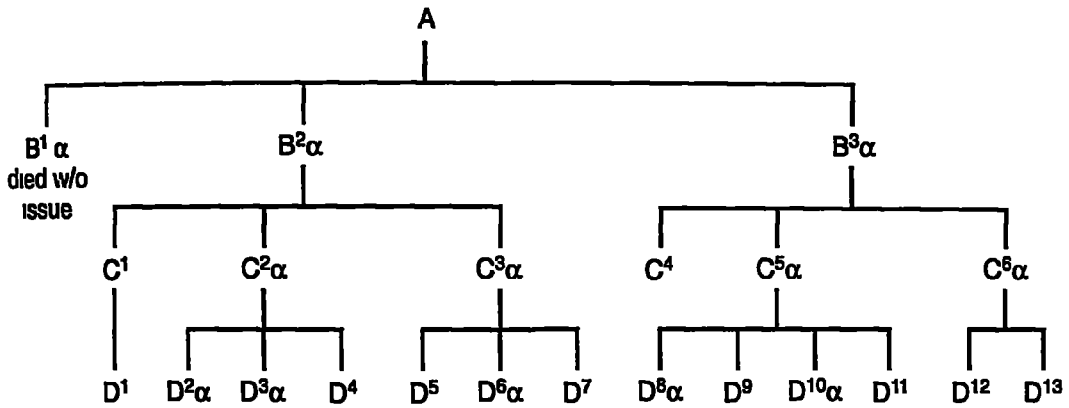 A
B¹ α B²α B³α
died w/o
issue
C¹ C²α C³α C⁴ C⁵α C⁶α
D¹ D²α D³α D⁴ D⁵ D⁶α D⁷ D⁸α D⁹ D¹⁰α D¹¹ D¹² D¹³